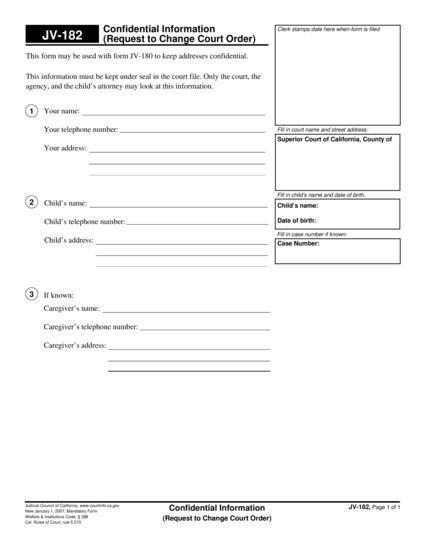 JV-182
Confidential Information
(Request to Change Court Order)
Clerk stamps date here when form is filed.
This form may be used with form JV-180 to keep addresses confidential.
This information must be kept under seal in the court file. Only the court, the
agency, and the child's attorney may look at this information.
1 Your name:
Your telephone number:
Your address:
Fill in court name and street address:
Superior Court of California, County of
2 Child's name:
Child's telephone number:
Child's address:
Fill in child's name and date of birth.
Child's name:
Date of birth:
Fill in case number if known:
Case Number:
3 If known:
Caregiver's name:
Caregiver's telephone number:
Caregiver's address:
Judicial Council of California, www.courtinfo.ca.gov
New January 1, 2007, Mandatory Form
Welfare & Institutions Code, § 388
Cal. Rules of Court, rule 5.570
Confidential Information
(Request to Change Court Order)
JV-182, Page 1 of 1